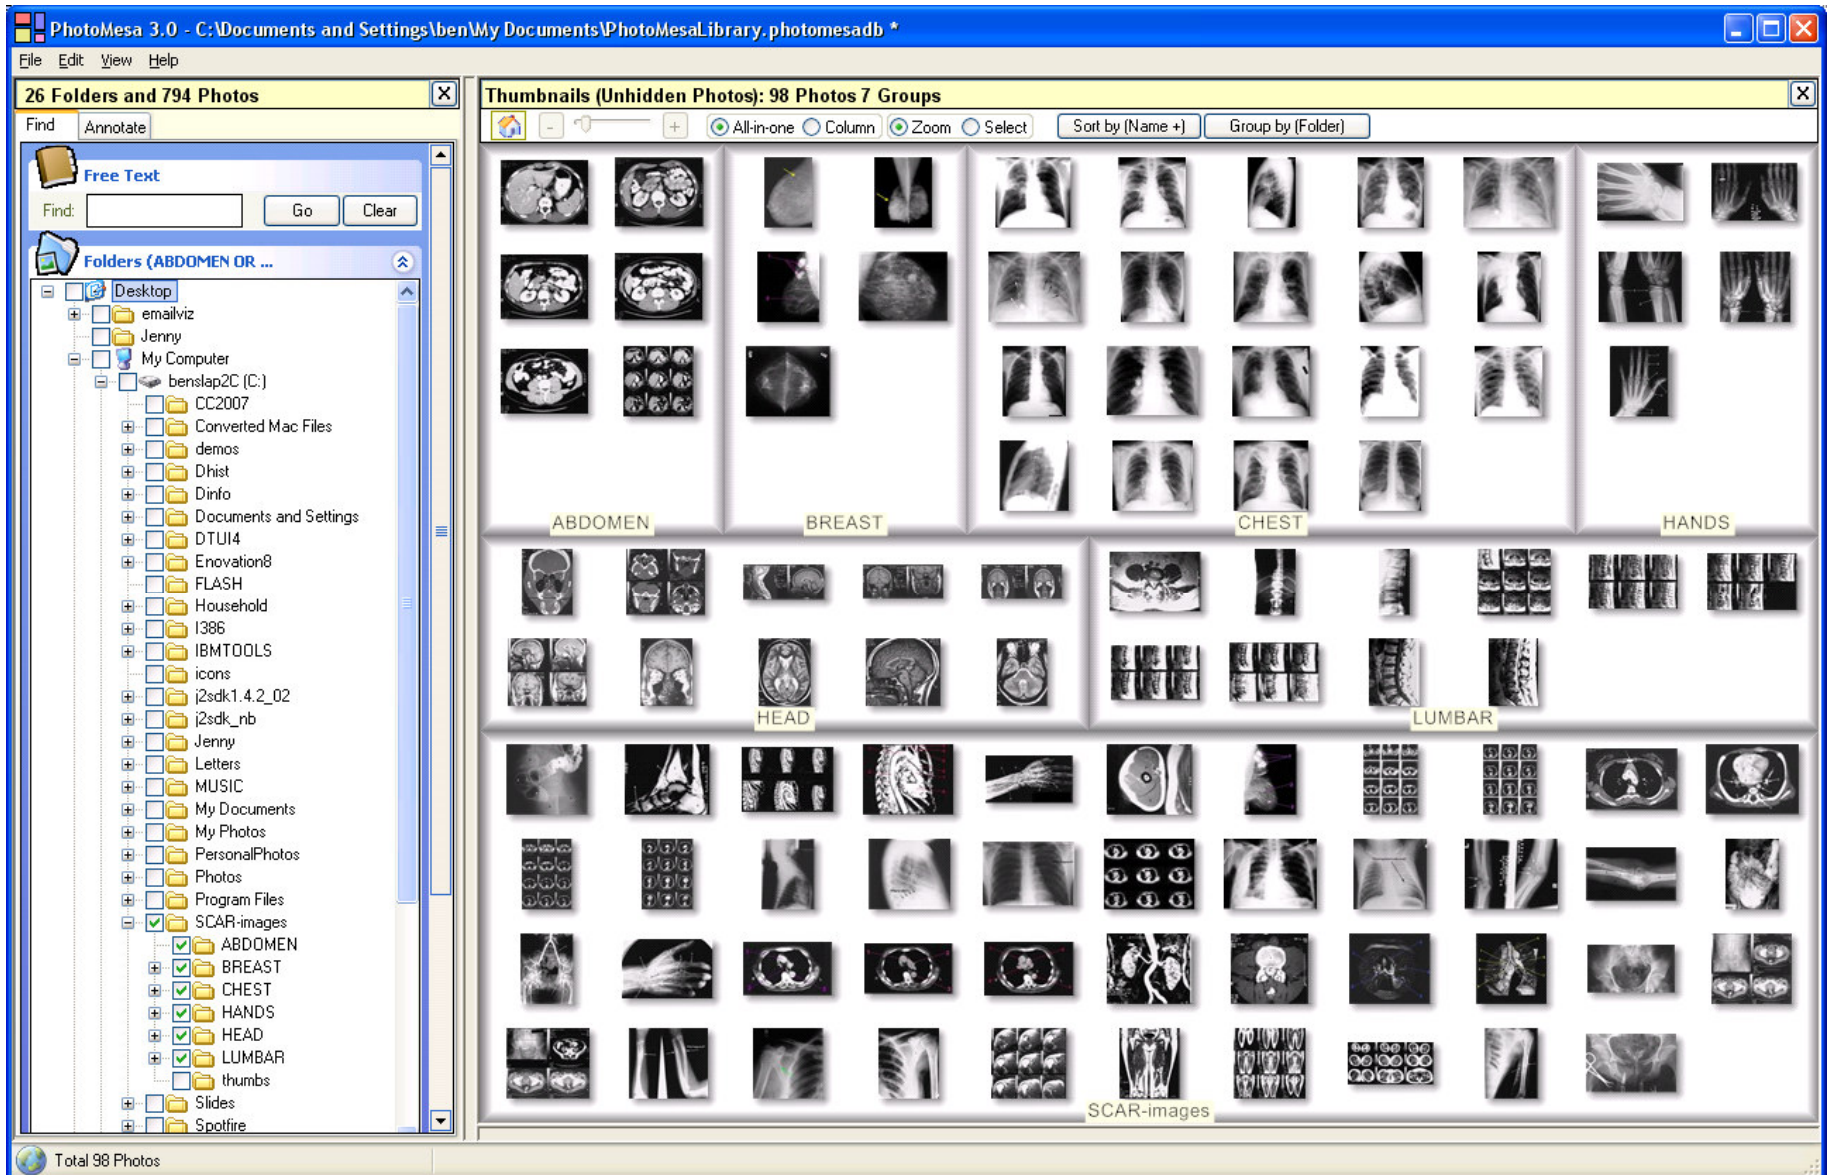 PhotoMesa 3.0 - C:\Documents and Settings\ben\My Documents\PhotoMesaLibrary.photomesadb *
File Edit View Help
26 Folders and 794 Photos
Find Annotate
Free Text
Find: Go Clear
Folders (ABDOMEN OR ...
Desktop
emailviz
Jenny
My Computer
benslap2C (C:)
CC2007
Converted Mac Files
demos
Dhist
Dinfo
Documents and Settings
DTUI4
Enovation8
FLASH
Household
I386
IBMTOOLS
icons
j2sdk1.4.2_02
j2sdk_nb
Jenny
Letters
MUSIC
My Documents
My Photos
PersonalPhotos
Photos
Program Files
SCAR-images
ABDOMEN
BREAST
CHEST
HANDS
HEAD
LUMBAR
thumbs
Slides
Spotfire
Thumbnails (Unhidden Photos): 98 Photos 7 Groups
All-in-one Column Zoom Select Sort by (Name +) Group by (Folder)
ABDOMEN BREAST CHEST HANDS
HEAD LUMBAR
SCAR-images
Total 98 Photos